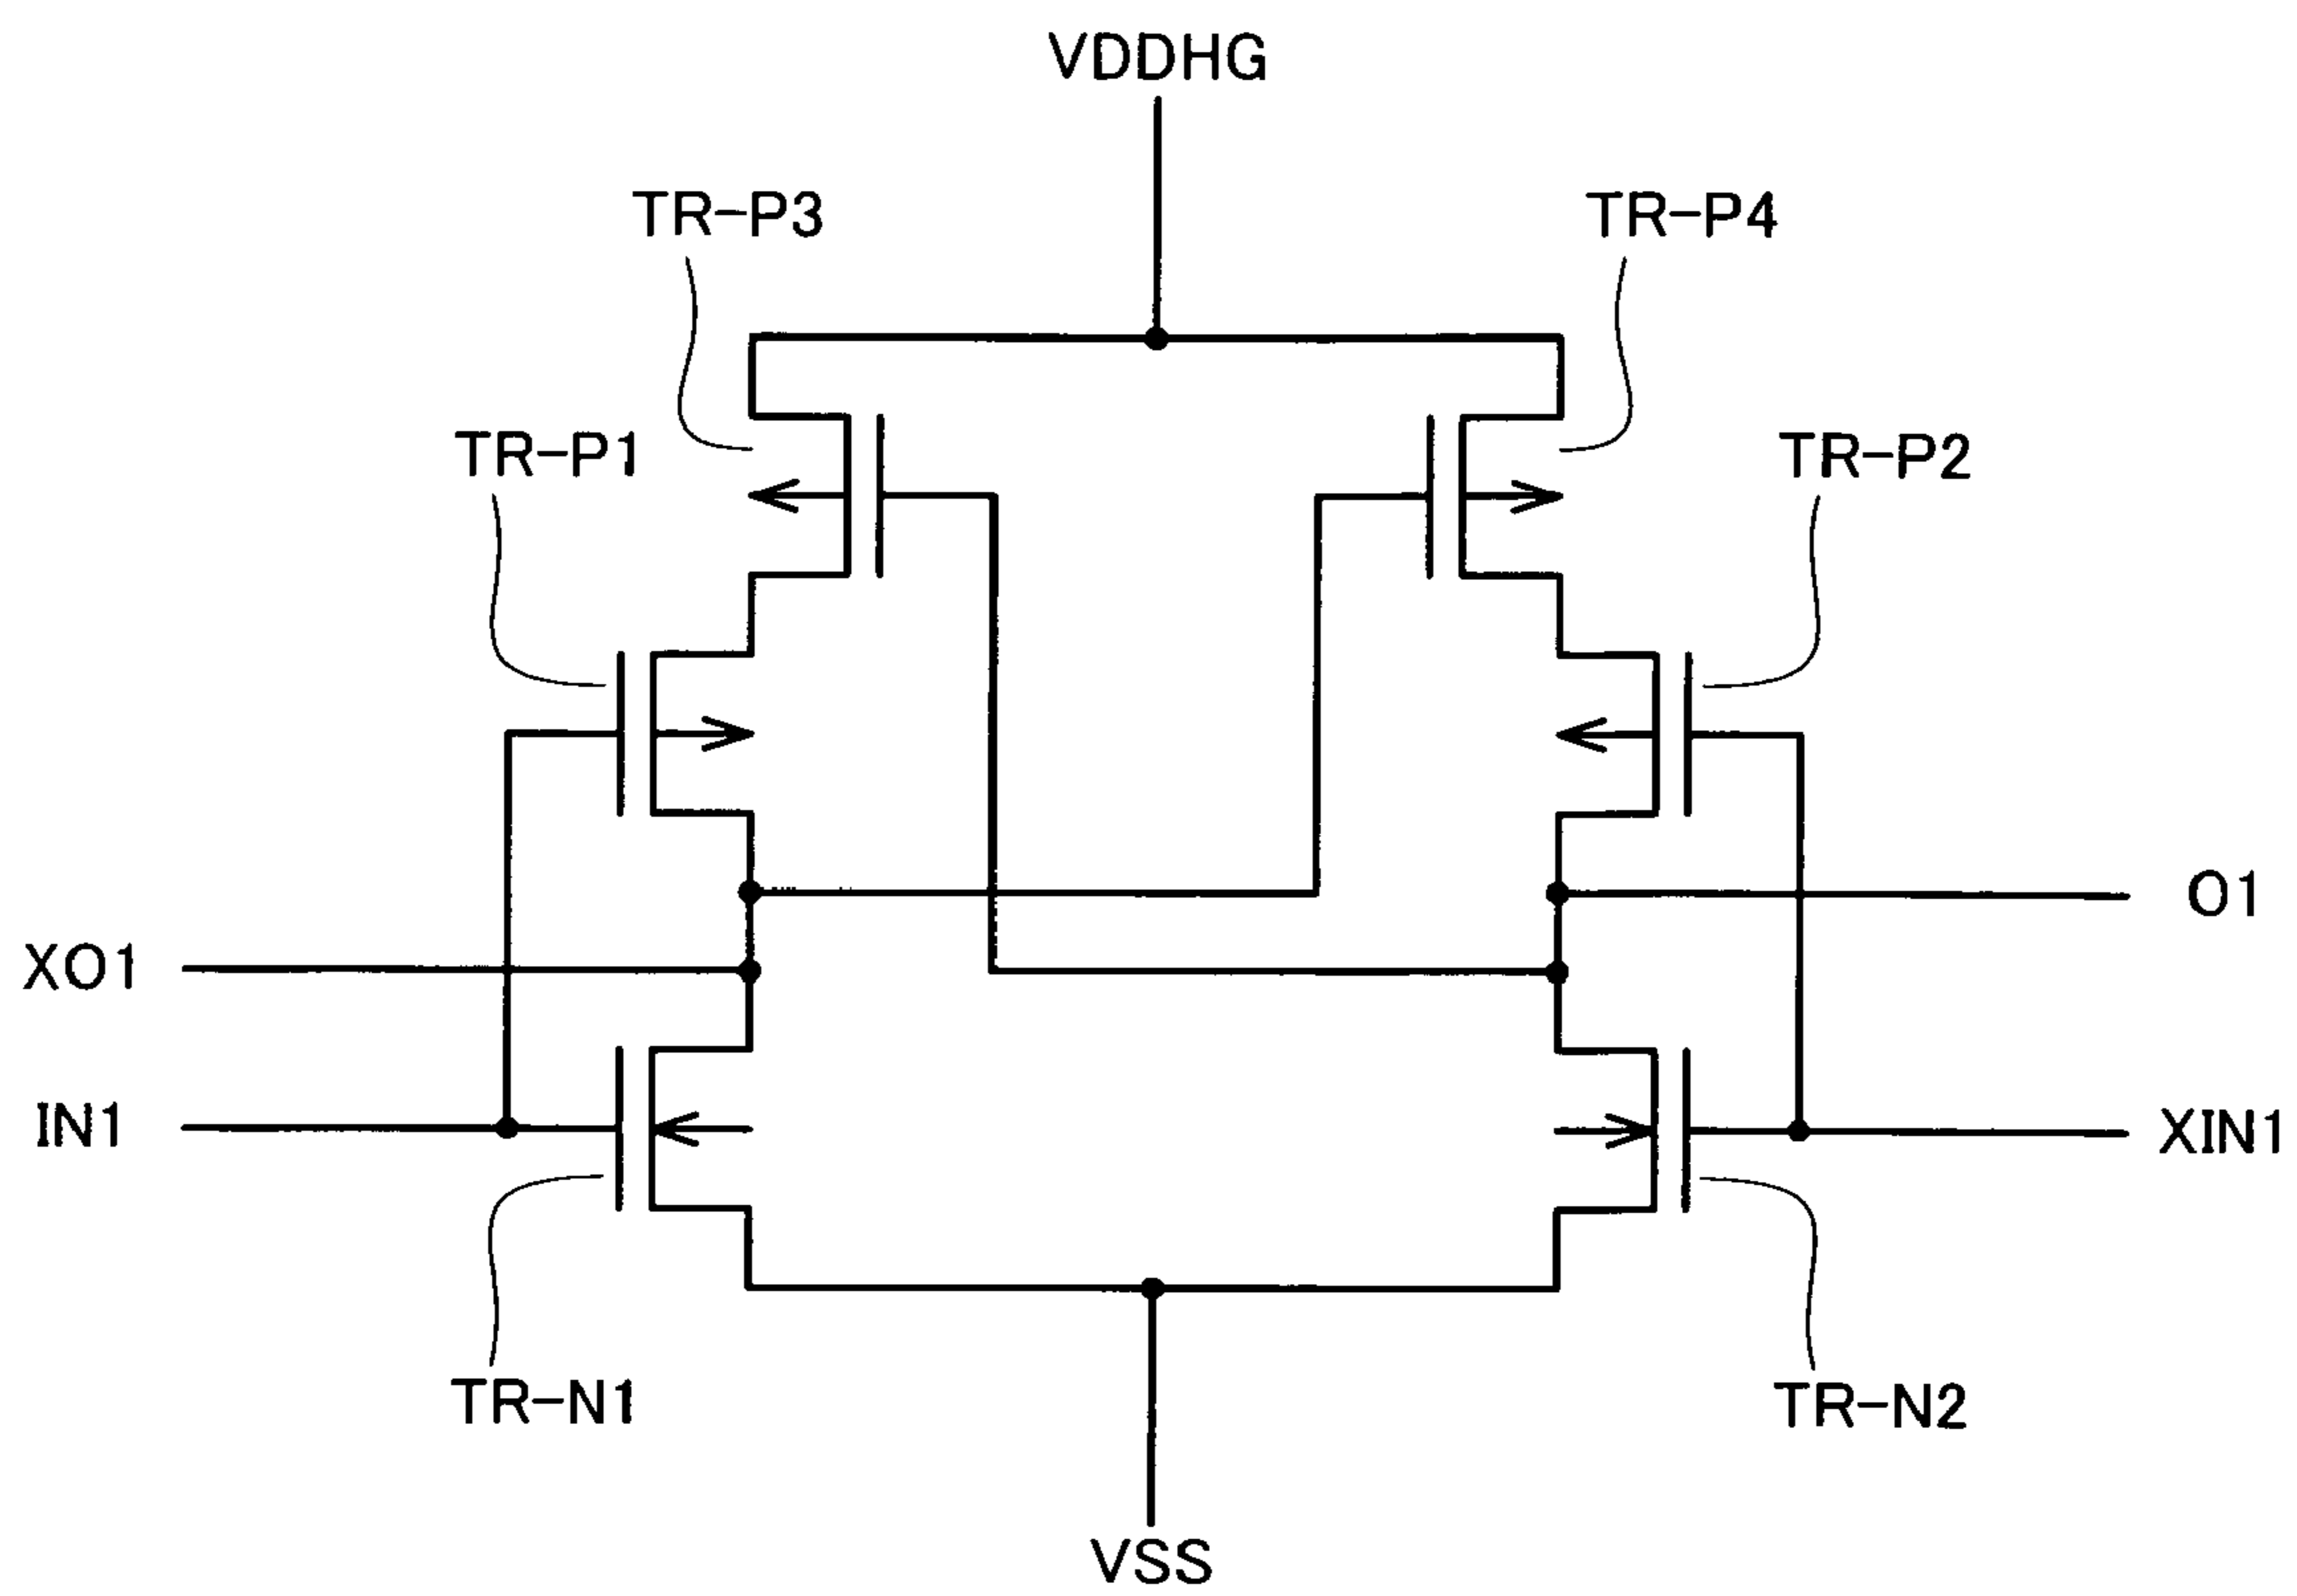 VDDHG
TR-P3
TR-P4
TR-P1
TR-P2
O1
XO1
IN1
XIN1
TR-N1
TR-N2
VSS